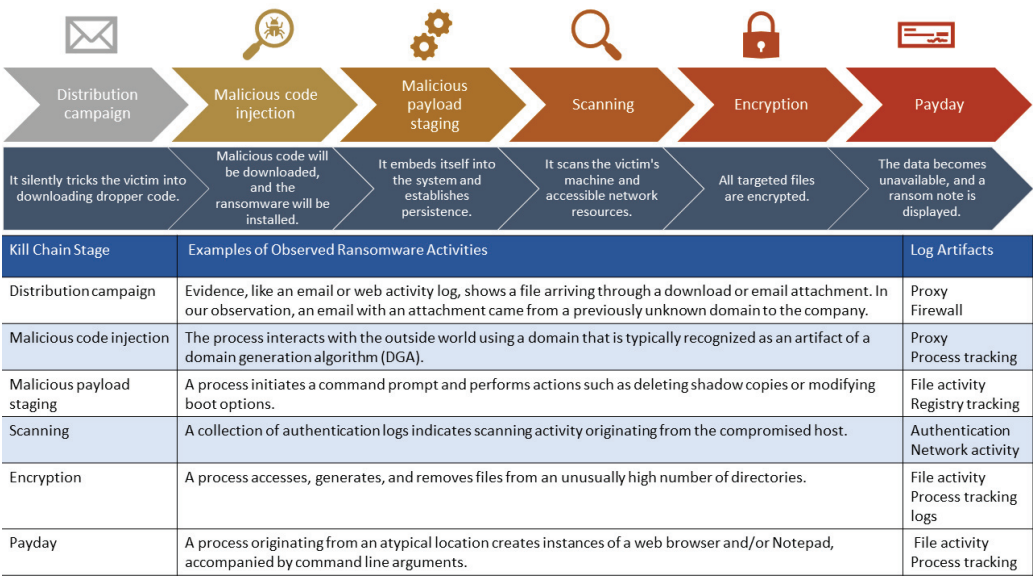 Distribution
campaign
Malicious code
injection
Malicious
payload
staging
Scanning
Encryption
Payday
It silently tricks the victim into
downloading dropper code.
Malicious code will
be downloaded,
and the
ransomware will be
installed.
It embeds itself into
the system and
establishes
persistence.
It scans the victim's
machine and
accessible network
resources.
All targeted files
are encrypted.
The data becomes
unavailable, and a
ransom note is
displayed.
Kill Chain Stage
Examples of Observed Ransomware Activities
Log Artifacts
Distribution campaign
Evidence, like an email or web activity log, shows a file arriving through a download or email attachment. In
our observation, an email with an attachment came from a previously unknown domain to the company.
Proxy
Firewall
Malicious code injection
The process interacts with the outside world using a domain that is typically recognized as an artifact of a
domain generation algorithm (DGA).
Proxy
Process tracking
Malicious payload
staging
A process initiates a command prompt and performs actions such as deleting shadow copies or modifying
boot options.
File activity
Registry tracking
Scanning
A collection of authentication logs indicates scanning activity originating from the compromised host.
Authentication
Network activity
Encryption
A process accesses, generates, and removes files from an unusually high number of directories.
File activity
Process tracking
logs
Payday
A process originating from an atypical location creates instances of a web browser and/or Notepad,
accompanied by command line arguments.
File activity
Process tracking